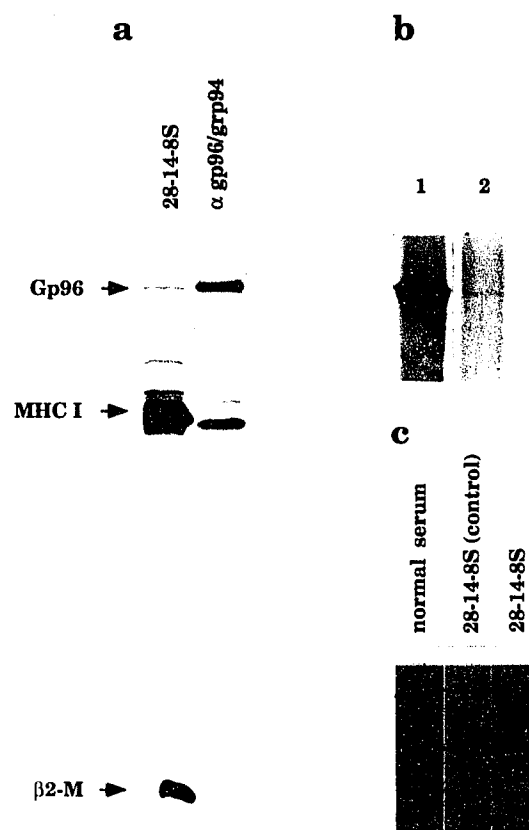 a
28-14-8S
α gp96/grp94
Gp96
MHC I
β2-M
b
1 2
c
normal serum
28-14-8S (control)
28-14-8S